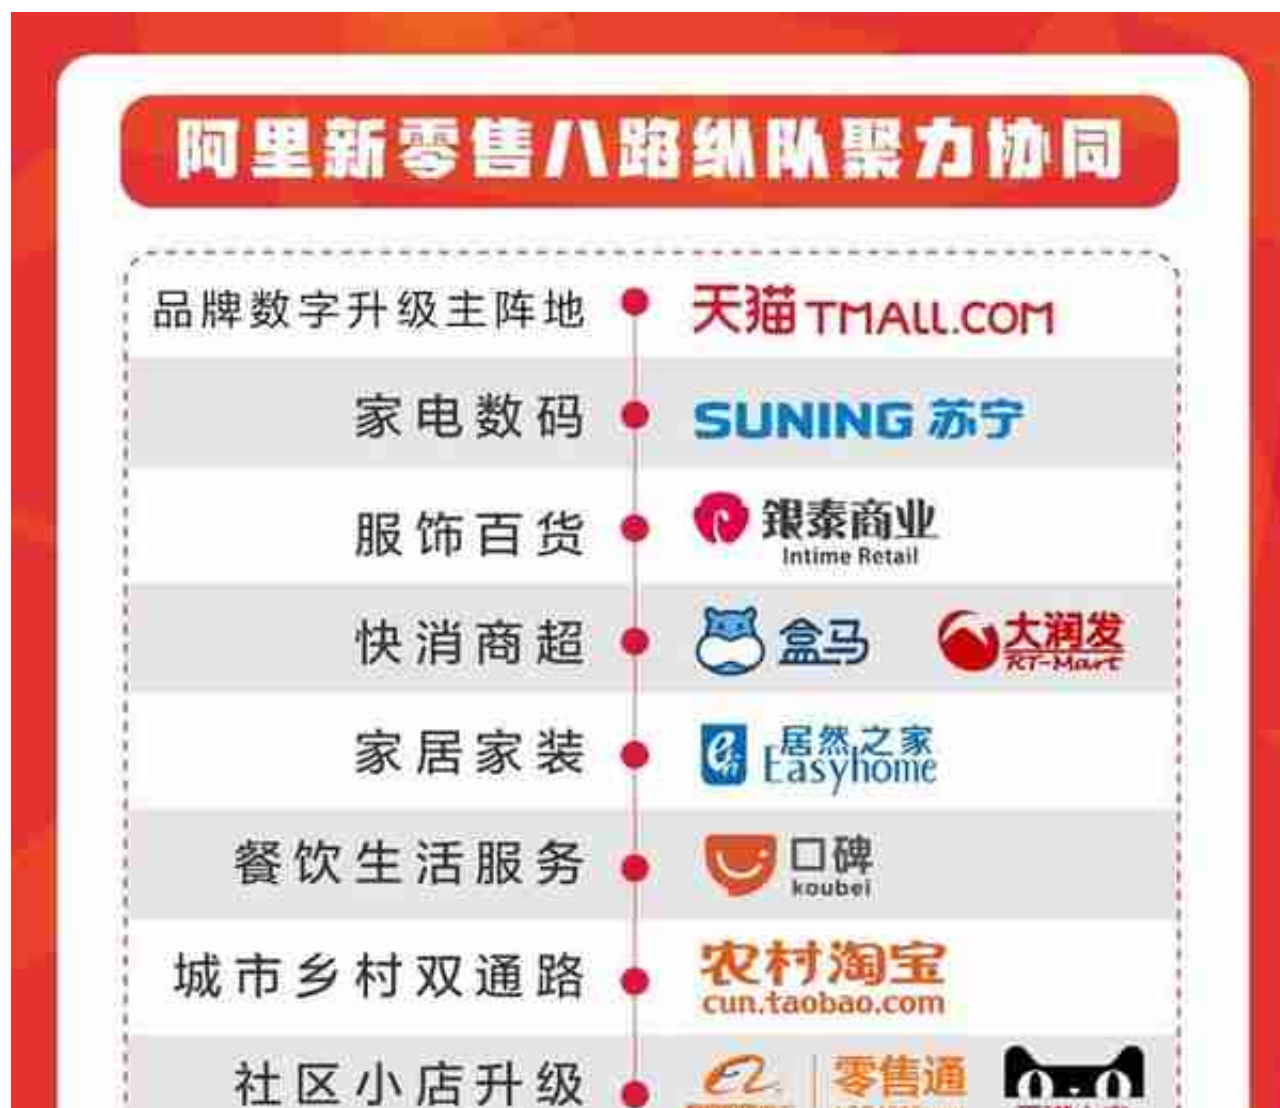 阿里新零售八路纵队聚力协同
品牌数字升级主阵地 天猫 TMALL.COM
家电数码 SUNING 苏宁
服饰百货 銀泰商业
Intime Retail
快消商超 盒马 大润发
RT-Mart
家居家装 居然之家
Easyhome
餐饮生活服务 口碑
koubei
城市乡村双通路 农村淘宝
cun.taobao.com
社区小店升级 零售通